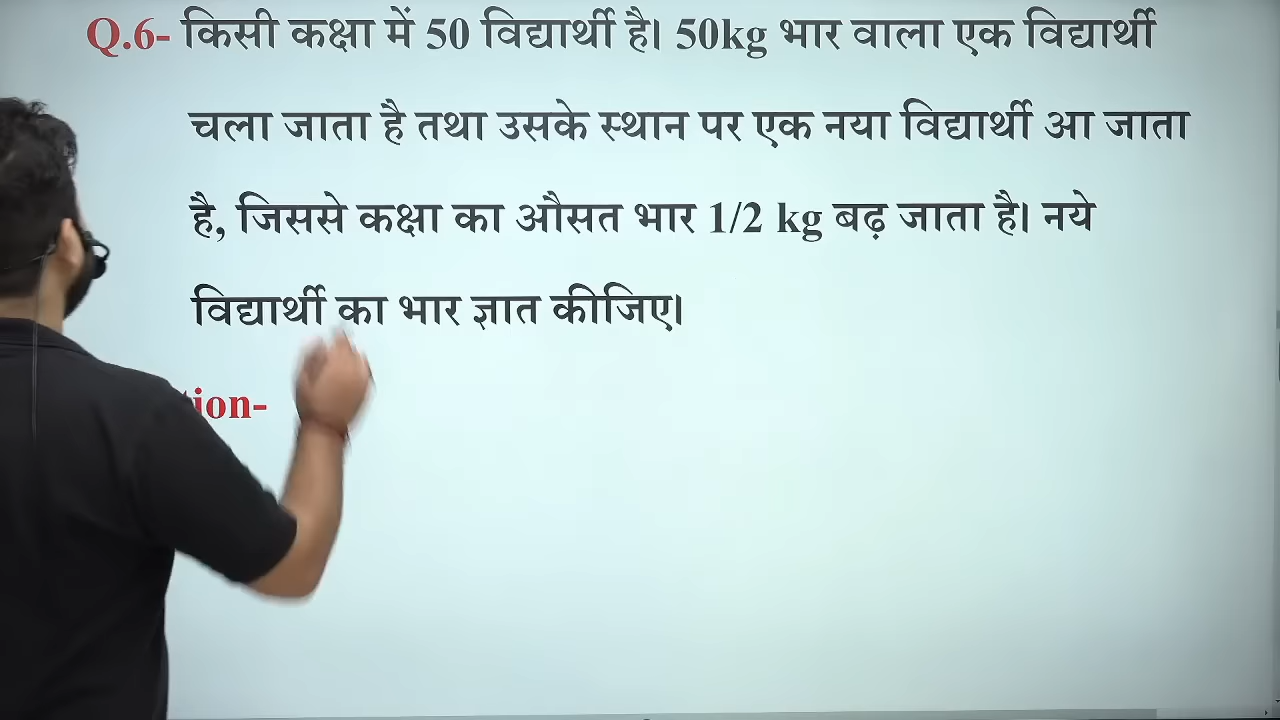 Q.6- किसी कक्षा में 50 विद्यार्थी है। 50kg भार वाला एक विद्यार्थी
चला जाता है तथा उसके स्थान पर एक नया विद्यार्थी आ जाता
है, जिससे कक्षा का औसत भार 1/2 kg बढ़ जाता है। नये
विद्यार्थी का भार ज्ञात कीजिए।
tion-